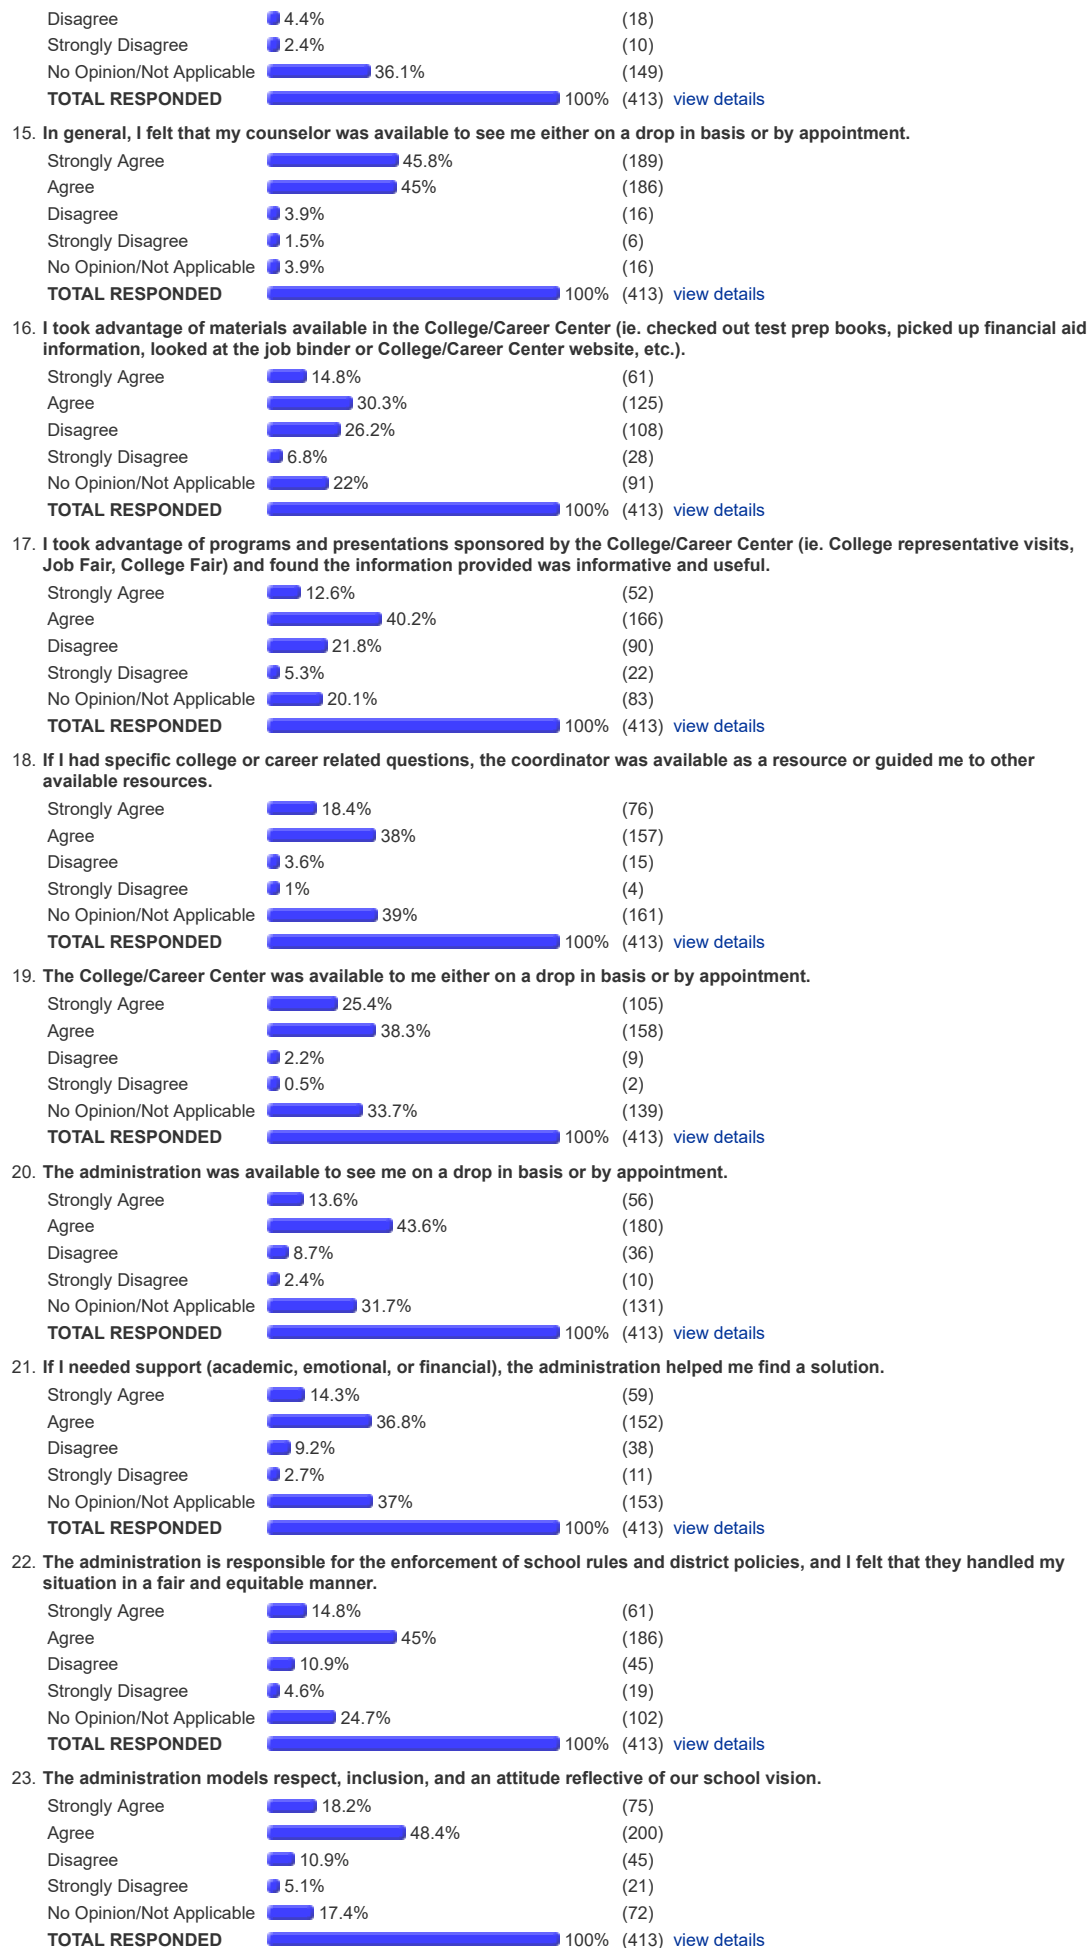 Disagree 4.4% (18)
Strongly Disagree 2.4% (10)
No Opinion/Not Applicable 36.1% (149)
TOTAL RESPONDED 100% (413) view details
15. In general, I felt that my counselor was available to see me either on a drop in basis or by appointment.
Strongly Agree 45.8% (189)
Agree 45% (186)
Disagree 3.9% (16)
Strongly Disagree 1.5% (6)
No Opinion/Not Applicable 3.9% (16)
TOTAL RESPONDED 100% (413) view details
16. I took advantage of materials available in the College/Career Center (ie. checked out test prep books, picked up financial aid
information, looked at the job binder or College/Career Center website, etc.).
Strongly Agree 14.8% (61)
Agree 30.3% (125)
Disagree 26.2% (108)
Strongly Disagree 6.8% (28)
No Opinion/Not Applicable 22% (91)
TOTAL RESPONDED 100% (413) view details
17. I took advantage of programs and presentations sponsored by the College/Career Center (ie. College representative visits,
Job Fair, College Fair) and found the information provided was informative and useful.
Strongly Agree 12.6% (52)
Agree 40.2% (166)
Disagree 21.8% (90)
Strongly Disagree 5.3% (22)
No Opinion/Not Applicable 20.1% (83)
TOTAL RESPONDED 100% (413) view details
18. If I had specific college or career related questions, the coordinator was available as a resource or guided me to other
available resources.
Strongly Agree 18.4% (76)
Agree 38% (157)
Disagree 3.6% (15)
Strongly Disagree 1% (4)
No Opinion/Not Applicable 39% (161)
TOTAL RESPONDED 100% (413) view details
19. The College/Career Center was available to me either on a drop in basis or by appointment.
Strongly Agree 25.4% (105)
Agree 38.3% (158)
Disagree 2.2% (9)
Strongly Disagree 0.5% (2)
No Opinion/Not Applicable 33.7% (139)
TOTAL RESPONDED 100% (413) view details
20. The administration was available to see me on a drop in basis or by appointment.
Strongly Agree 13.6% (56)
Agree 43.6% (180)
Disagree 8.7% (36)
Strongly Disagree 2.4% (10)
No Opinion/Not Applicable 31.7% (131)
TOTAL RESPONDED 100% (413) view details
21. If I needed support (academic, emotional, or financial), the administration helped me find a solution.
Strongly Agree 14.3% (59)
Agree 36.8% (152)
Disagree 9.2% (38)
Strongly Disagree 2.7% (11)
No Opinion/Not Applicable 37% (153)
TOTAL RESPONDED 100% (413) view details
22. The administration is responsible for the enforcement of school rules and district policies, and I felt that they handled my
situation in a fair and equitable manner.
Strongly Agree 14.8% (61)
Agree 45% (186)
Disagree 10.9% (45)
Strongly Disagree 4.6% (19)
No Opinion/Not Applicable 24.7% (102)
TOTAL RESPONDED 100% (413) view details
23. The administration models respect, inclusion, and an attitude reflective of our school vision.
Strongly Agree 18.2% (75)
Agree 48.4% (200)
Disagree 10.9% (45)
Strongly Disagree 5.1% (21)
No Opinion/Not Applicable 17.4% (72)
TOTAL RESPONDED 100% (413) view details